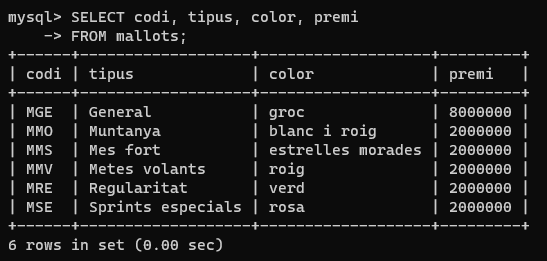 mysql> SELECT codi, tipus, color, premi
    -> FROM mallots;
+------+-------------------+-------------------+---------+
| codi | tipus             | color             | premi   |
+------+-------------------+-------------------+---------+
| MGE  | General           | groc              | 8000000 |
| MMO  | Muntanya          | blanc i roig      | 2000000 |
| MMS  | Mes fort          | estrelles morades | 2000000 |
| MMV  | Metes volants     | roig              | 2000000 |
| MRE  | Regularitat       | verd              | 2000000 |
| MSE  | Sprints especials | rosa              | 2000000 |
+------+-------------------+-------------------+---------+
6 rows in set (0.00 sec)